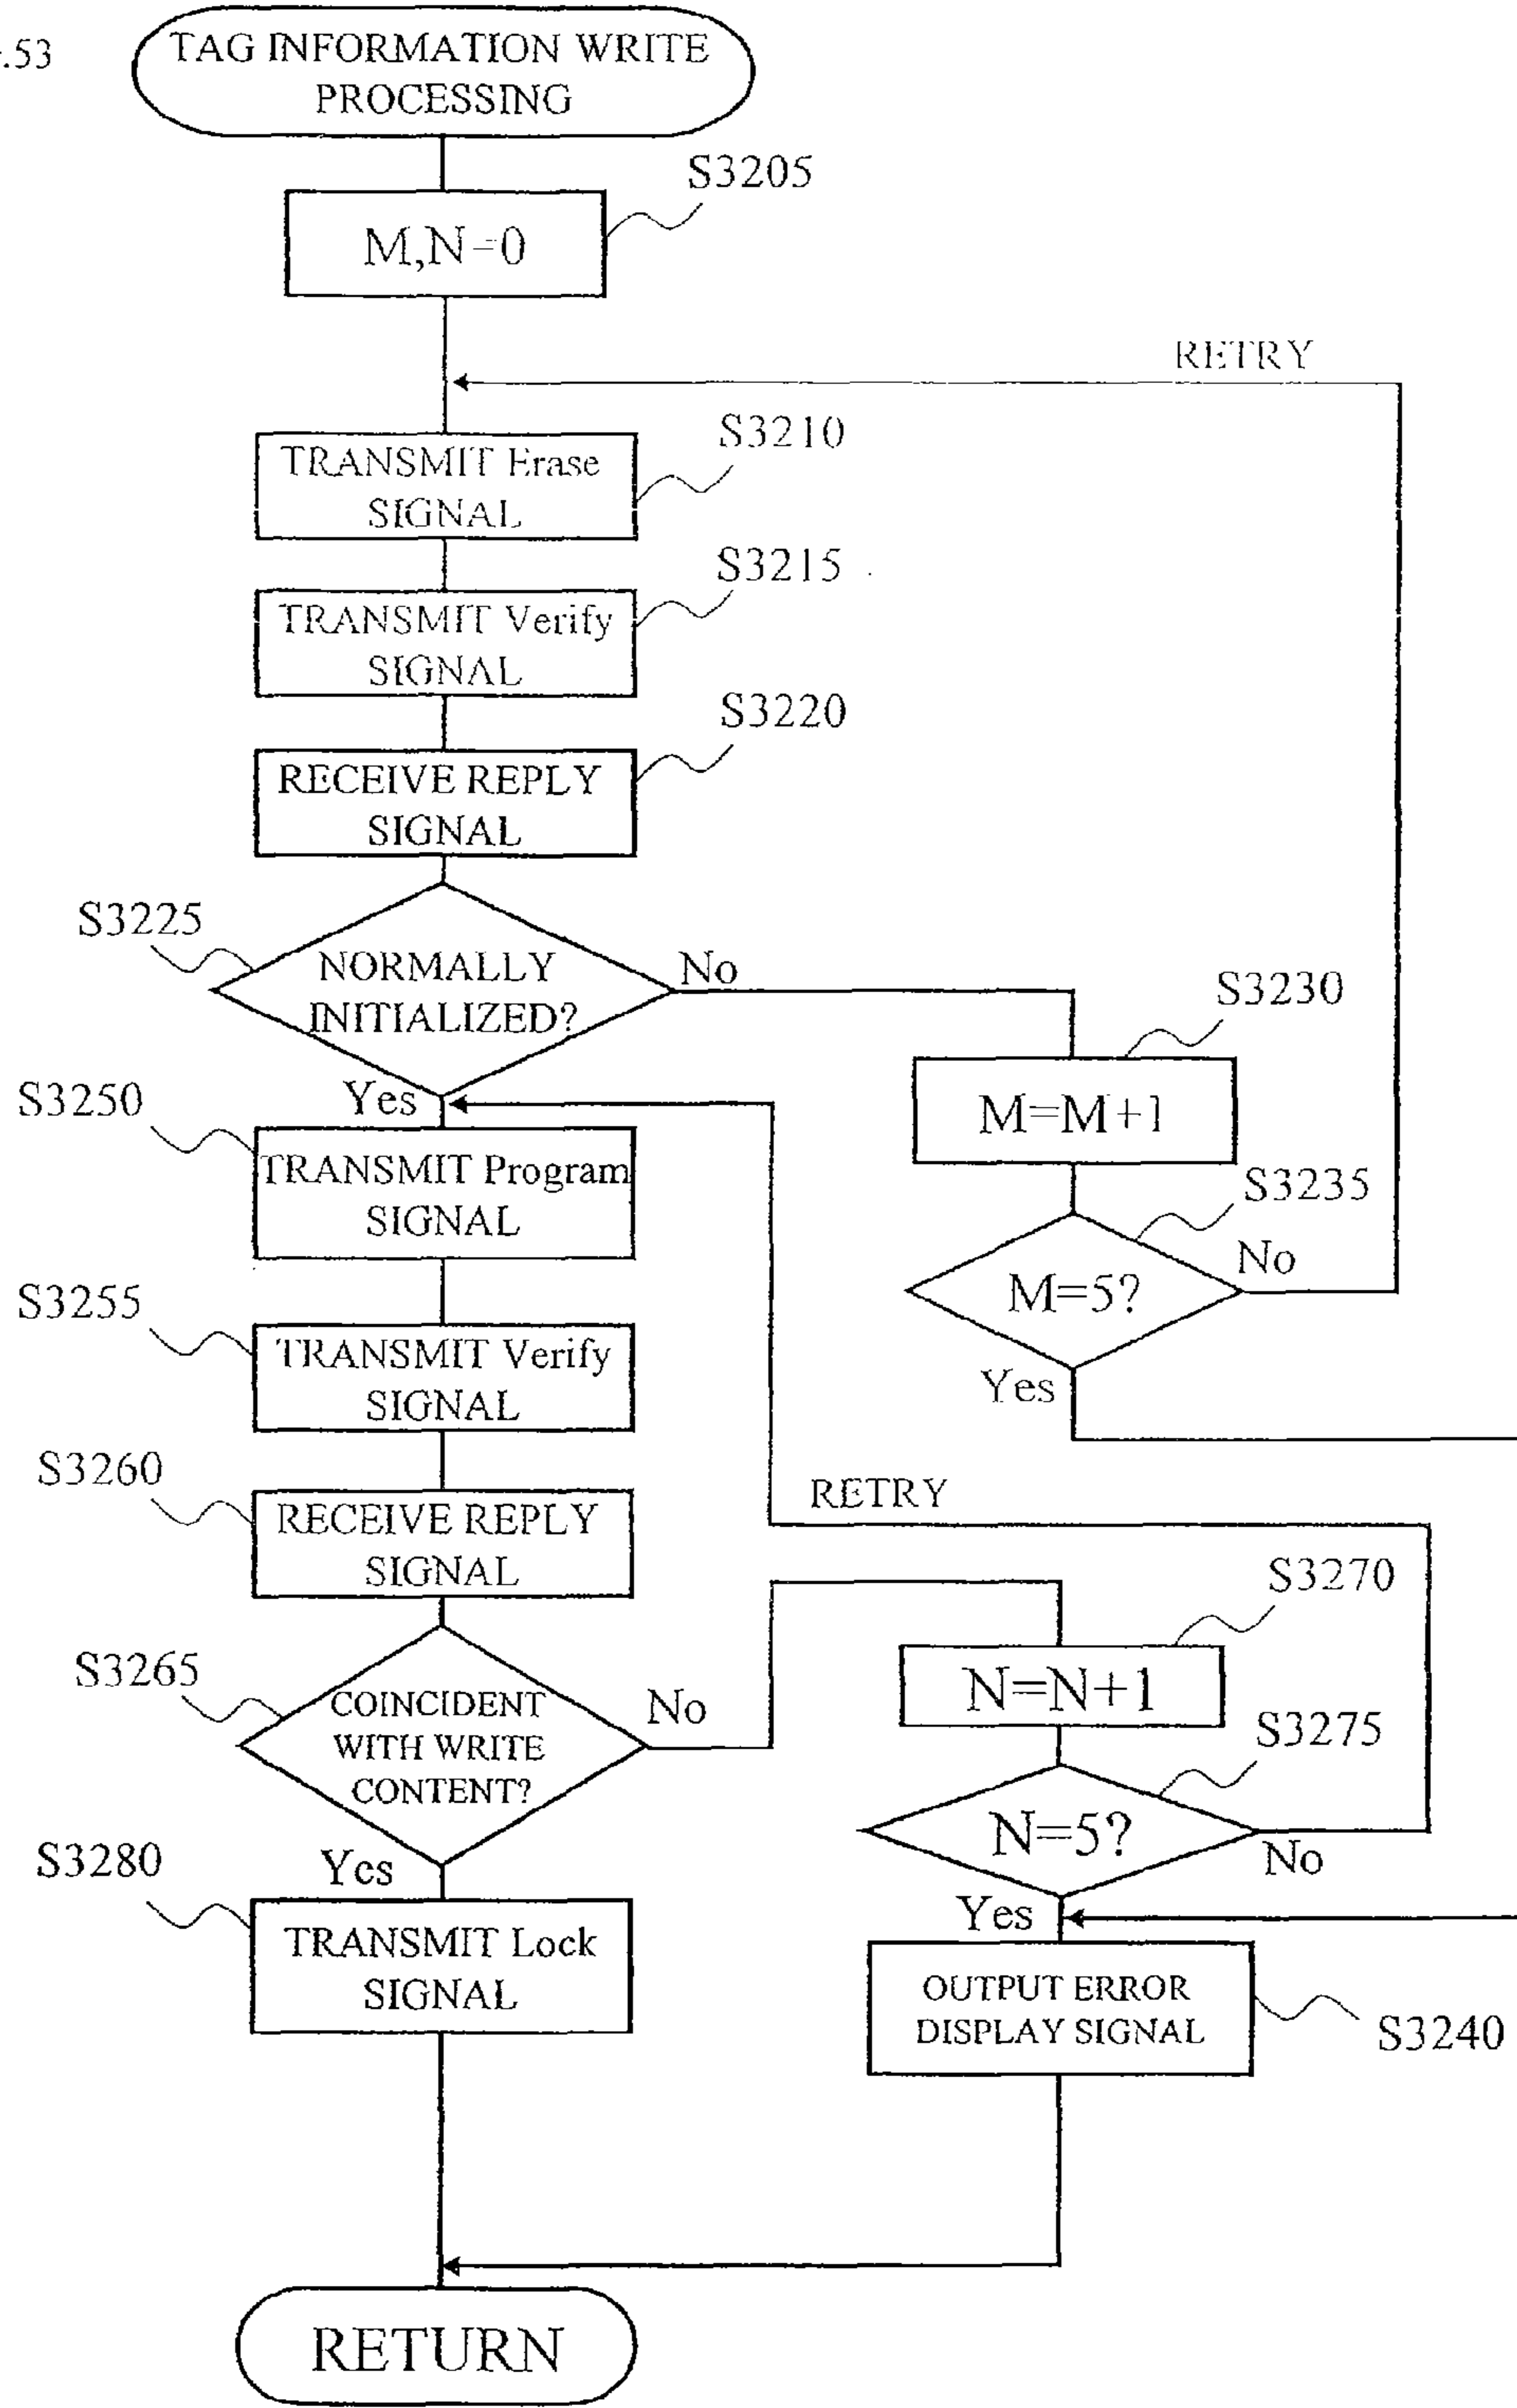 .53
TAG INFORMATION WRITE
PROCESSING
S3205
M,N=0
RETRY
S3210
TRANSMIT Erase
SIGNAL
S3215
TRANSMIT Verify
SIGNAL
S3220
RECEIVE REPLY
SIGNAL
S3225
NORMALLY
INITIALIZED?
No
S3230
M=M+1
Yes
S3250
TRANSMIT Program
SIGNAL
S3235
M=5?
No
Yes
S3255
TRANSMIT Verify
SIGNAL
S3260
RECEIVE REPLY
SIGNAL
RETRY
S3270
N=N+1
S3265
COINCIDENT
WITH WRITE
CONTENT?
No
S3275
N=5?
No
Yes
S3280
Yes
TRANSMIT Lock
SIGNAL
OUTPUT ERROR
DISPLAY SIGNAL
S3240
RETURN